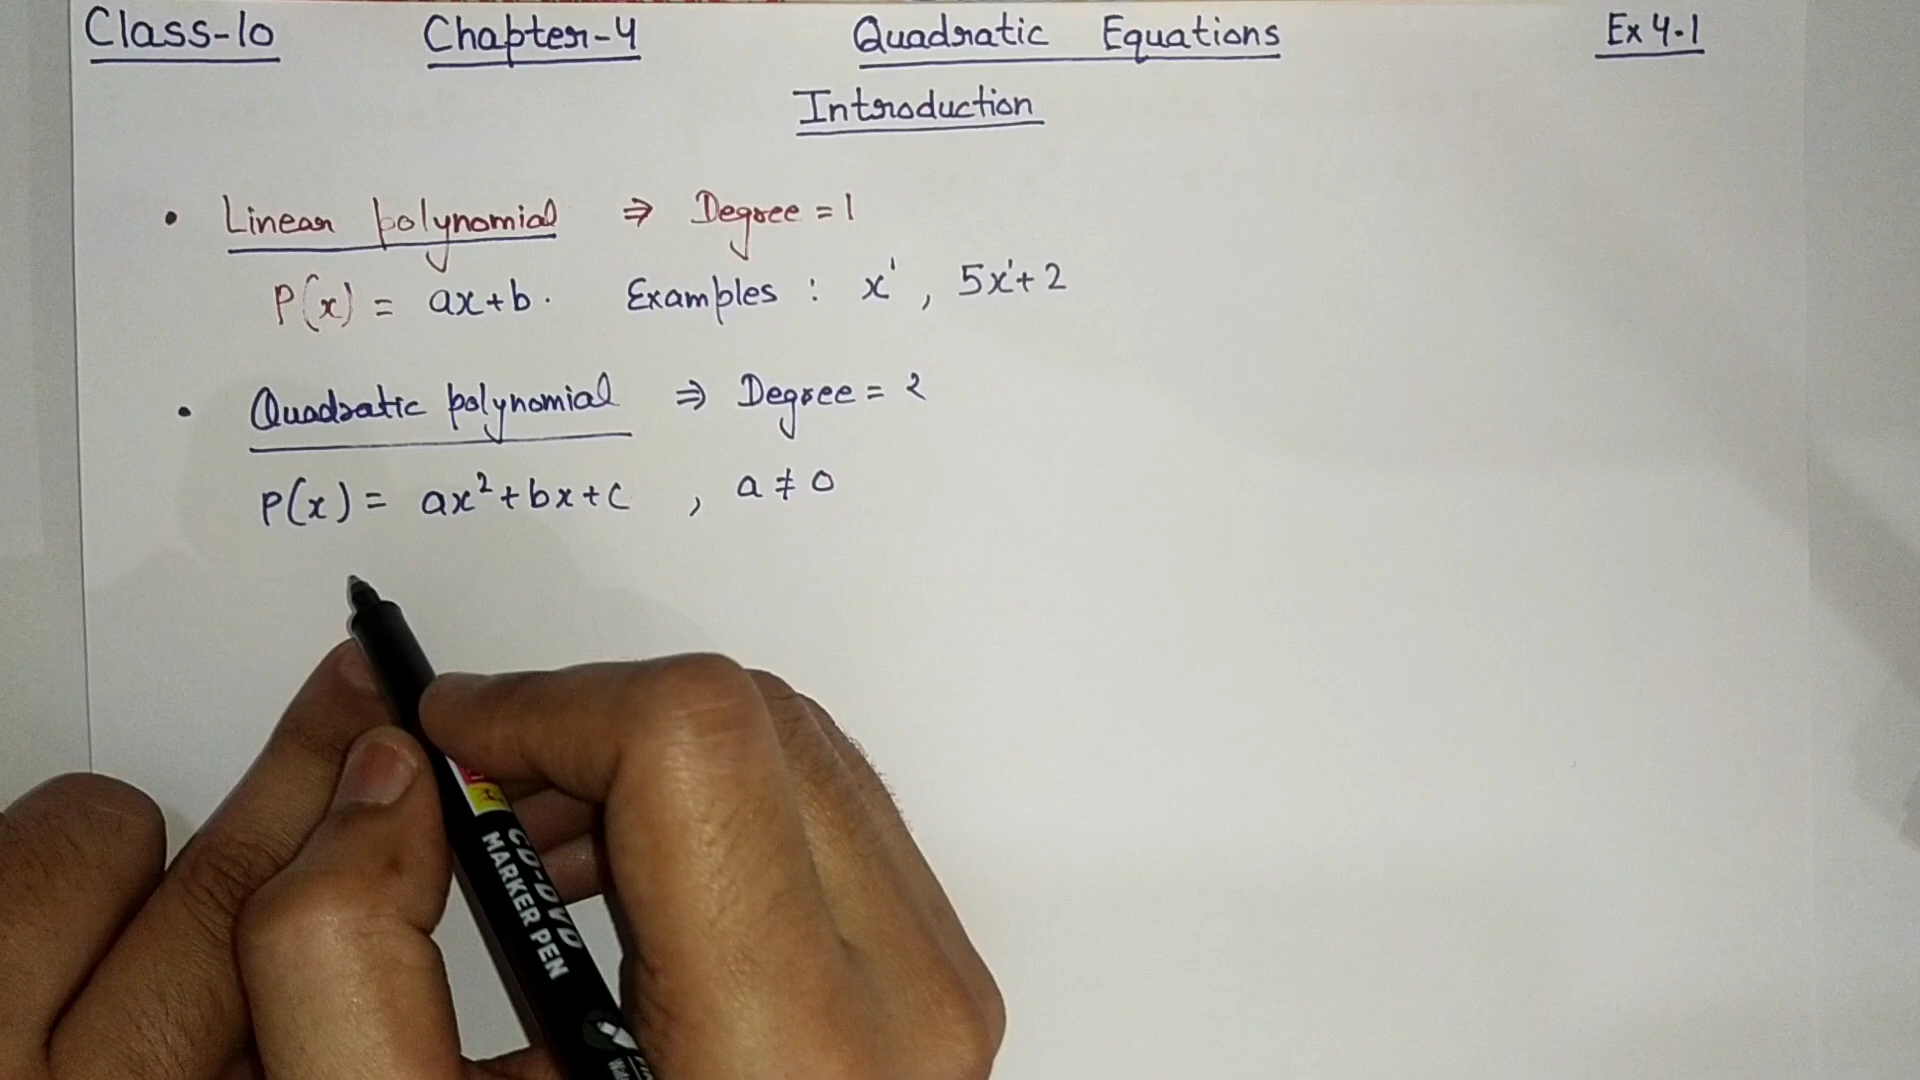 Class-10 Chapter-4 Quadratic Equations Ex 4.1
Introduction
• Linear polynomial ⇒ Degree = 1
P(x) = ax+b. Examples : x¹, 5x¹+2
• Quadratic polynomial ⇒ Degree = 2
P(x) = ax²+bx+c , a ≠ 0
CD-DVD
MARKER PEN